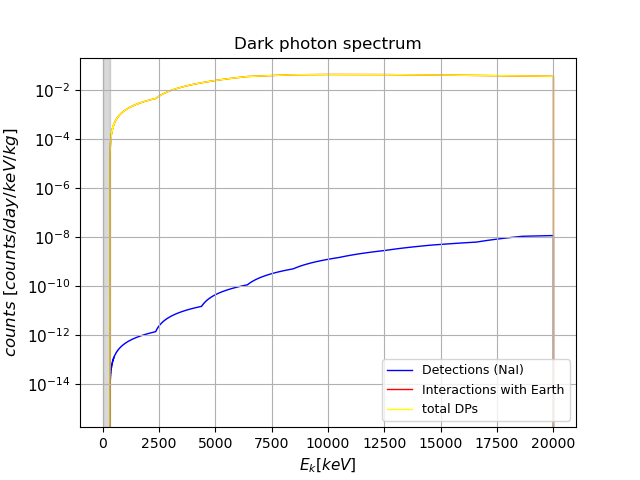 Dark photon spectrum
counts [counts/day/keV/kg]
10⁻²
10⁻⁴
10⁻⁶
10⁻⁸
10⁻¹⁰
10⁻¹²
10⁻¹⁴
Detections (NaI)
Interactions with Earth
total DPs
0 2500 5000 7500 10000 12500 15000 17500 20000
Eₖ[keV]